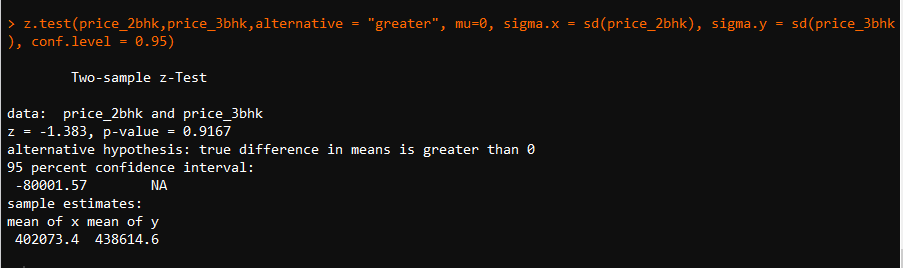 > z.test(price_2bhk,price_3bhk,alternative = "greater", mu=0, sigma.x = sd(price_2bhk), sigma.y = sd(price_3bhk
), conf.level = 0.95)
Two-sample z-Test
data:  price_2bhk and price_3bhk
z = -1.383, p-value = 0.9167
alternative hypothesis: true difference in means is greater than 0
95 percent confidence interval:
 -80001.57        NA
sample estimates:
mean of x mean of y
 402073.4  438614.6